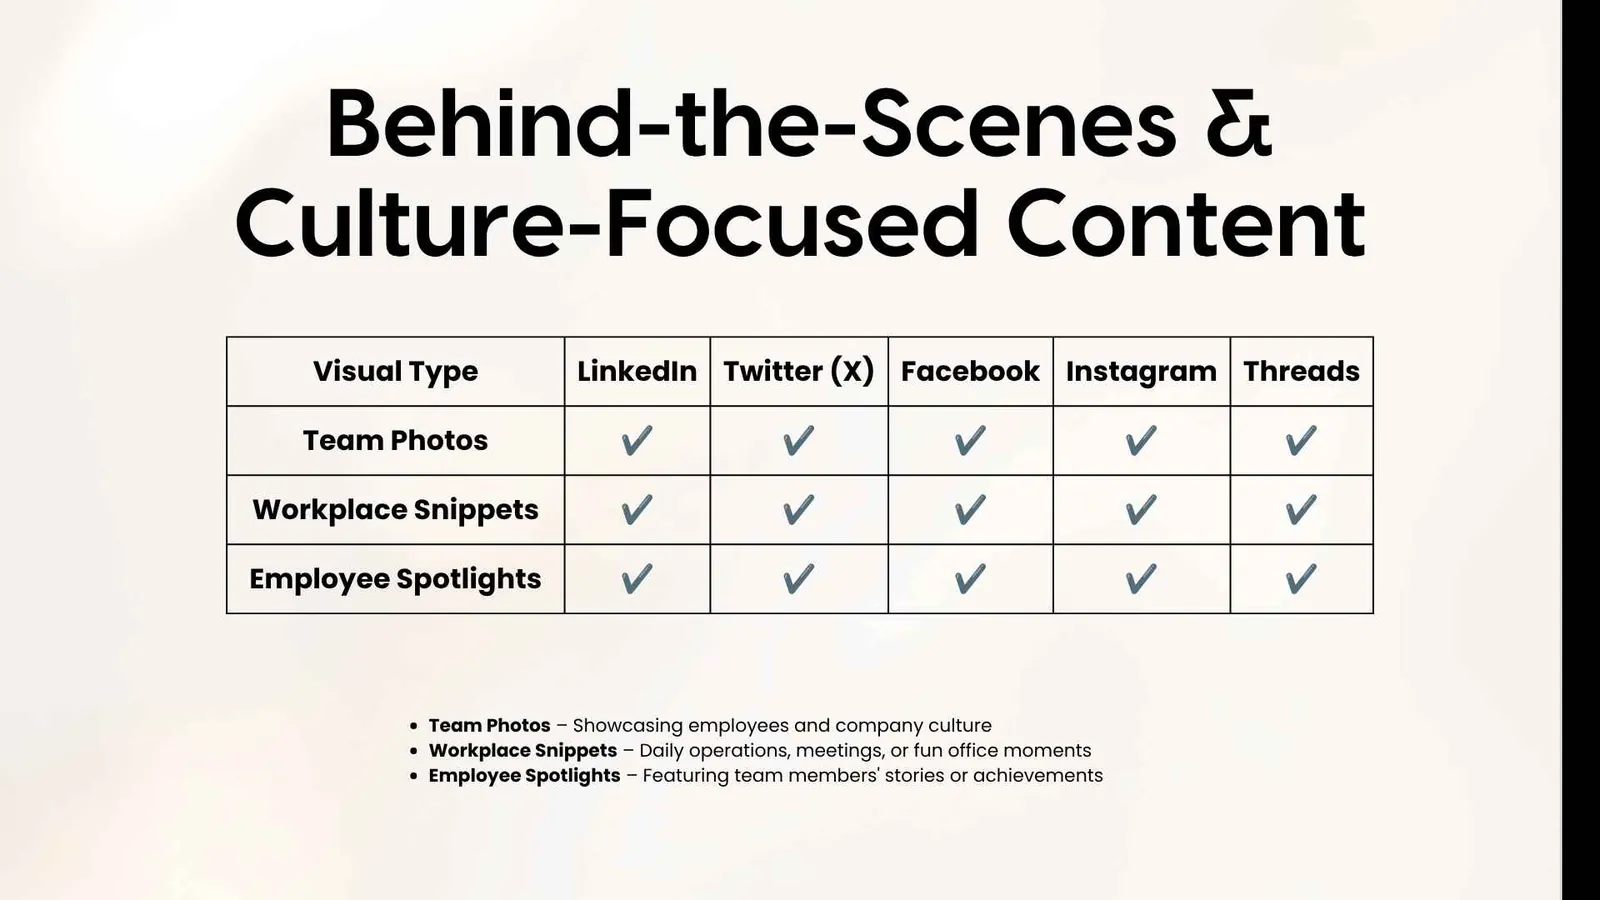 Behind-the-Scenes &
Culture-Focused Content
Visual Type LinkedIn Twitter (X) Facebook Instagram Threads
Team Photos ✔ ✔ ✔ ✔ ✔
Workplace Snippets ✔ ✔ ✔ ✔ ✔
Employee Spotlights ✔ ✔ ✔ ✔ ✔
• Team Photos – Showcasing employees and company culture
• Workplace Snippets – Daily operations, meetings, or fun office moments
• Employee Spotlights – Featuring team members' stories or achievements